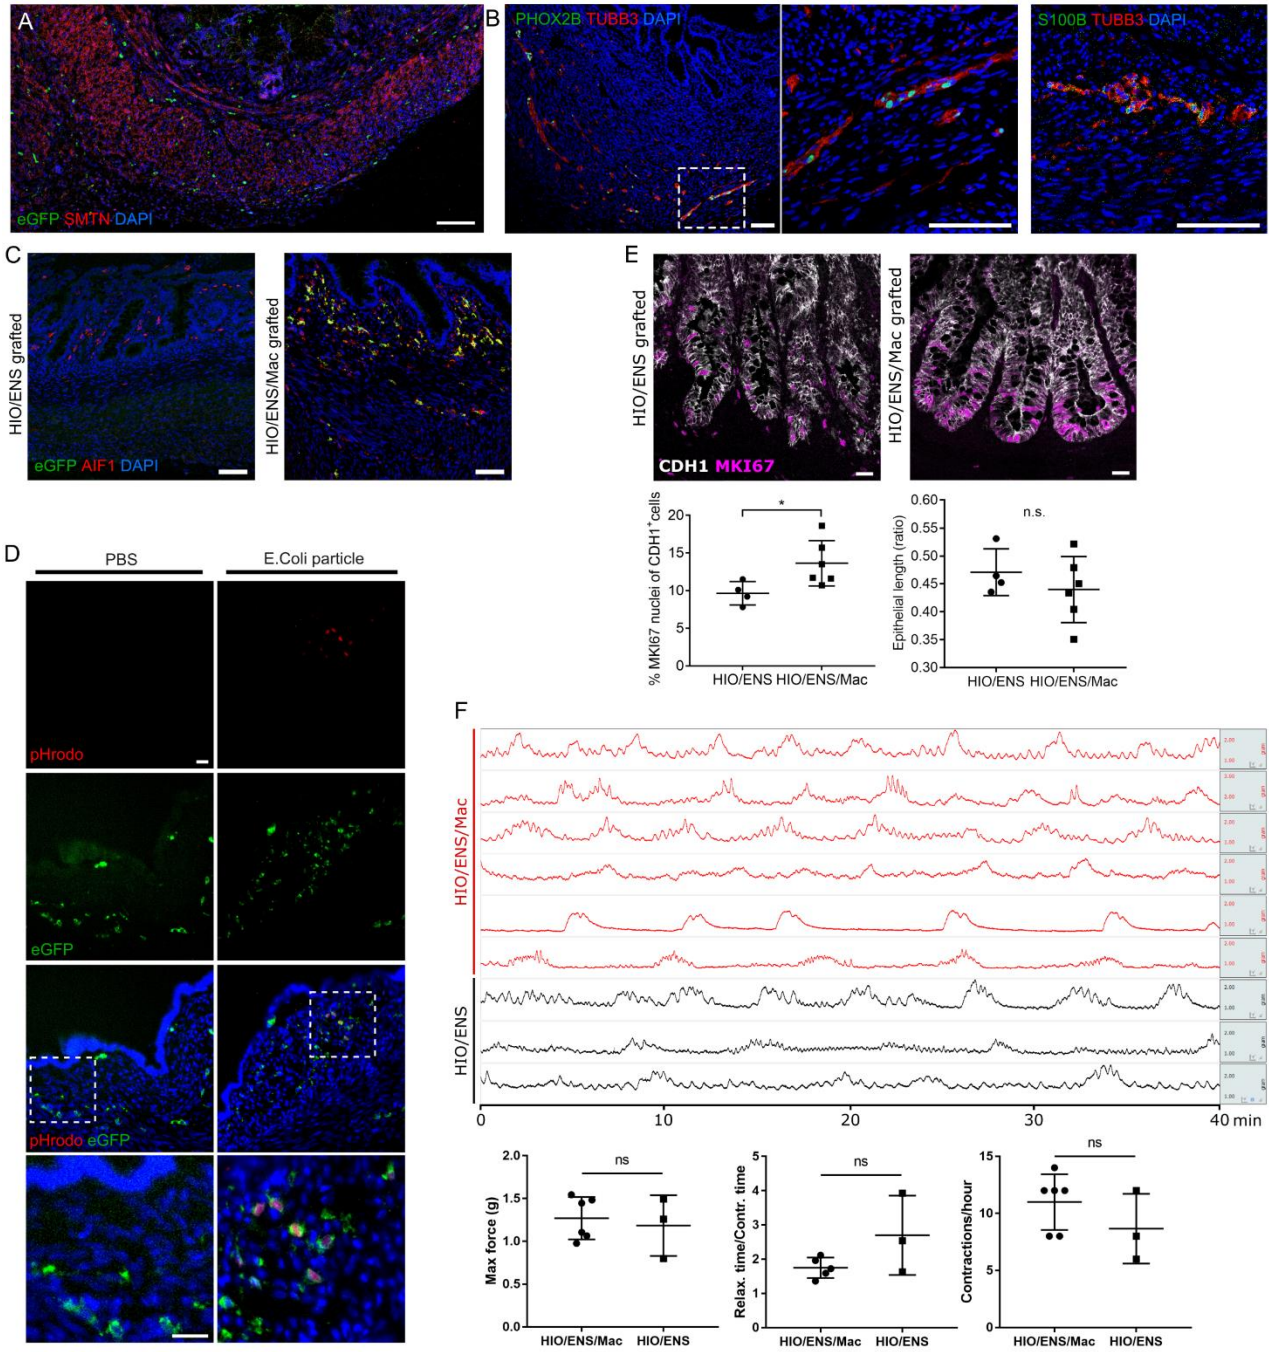 A
eGFP SMTN DAPI
B
PHOX2B TUBB3 DAPI
S100B TUBB3 DAPI
C
HIO/ENS grafted
eGFP AIF1 DAPI
HIO/ENS/Mac grafted
E
HIO/ENS grafted
CDH1 MKI67
HIO/ENS/Mac grafted
% MKI67 nuclei of CDH1+cells
20
15
10
5
0
*
HIO/ENS HIO/ENS/Mac
Epithelial length (ratio)
0.60
0.55
0.50
0.45
0.40
0.35
0.30
n.s.
HIO/ENS HIO/ENS/Mac
D
PBS
E.Coli particle
pHrodo
eGFP
pHrodo eGFP
F
HIO/ENS/Mac
HIO/ENS
0 10 20 30 40 min
Max force (g)
2.0
1.5
1.0
0.5
0.0
ns
HIO/ENS/Mac HIO/ENS
Relax. time/Contr. time
5
4
3
2
1
0
ns
HIO/ENS/Mac HIO/ENS
Contractions/hour
15
10
5
0
ns
HIO/ENS/Mac HIO/ENS